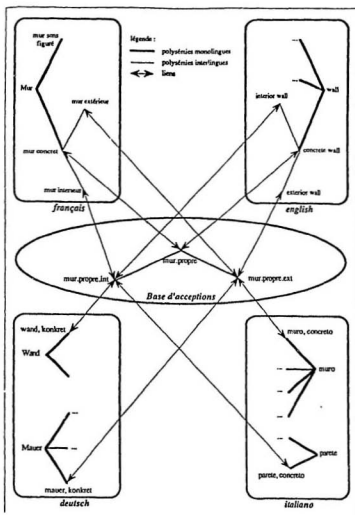 mur sens
figuré
Mur
mur extérieur
mur concret
mur interieur
français
légende :
polysémies monolingues
polysémies interlingues
liens
...
...
interior wall
wall
concrete wall
exterior wall
english
mur.propre
mur.propre.int
mur.propre.ext
Base d'acceptions
wand, konkret
Wand
...
Mauer
...
mauer, konkret
deutsch
muro, concreto
...
muro
...
...
...
parete
parete, concreto
italiano